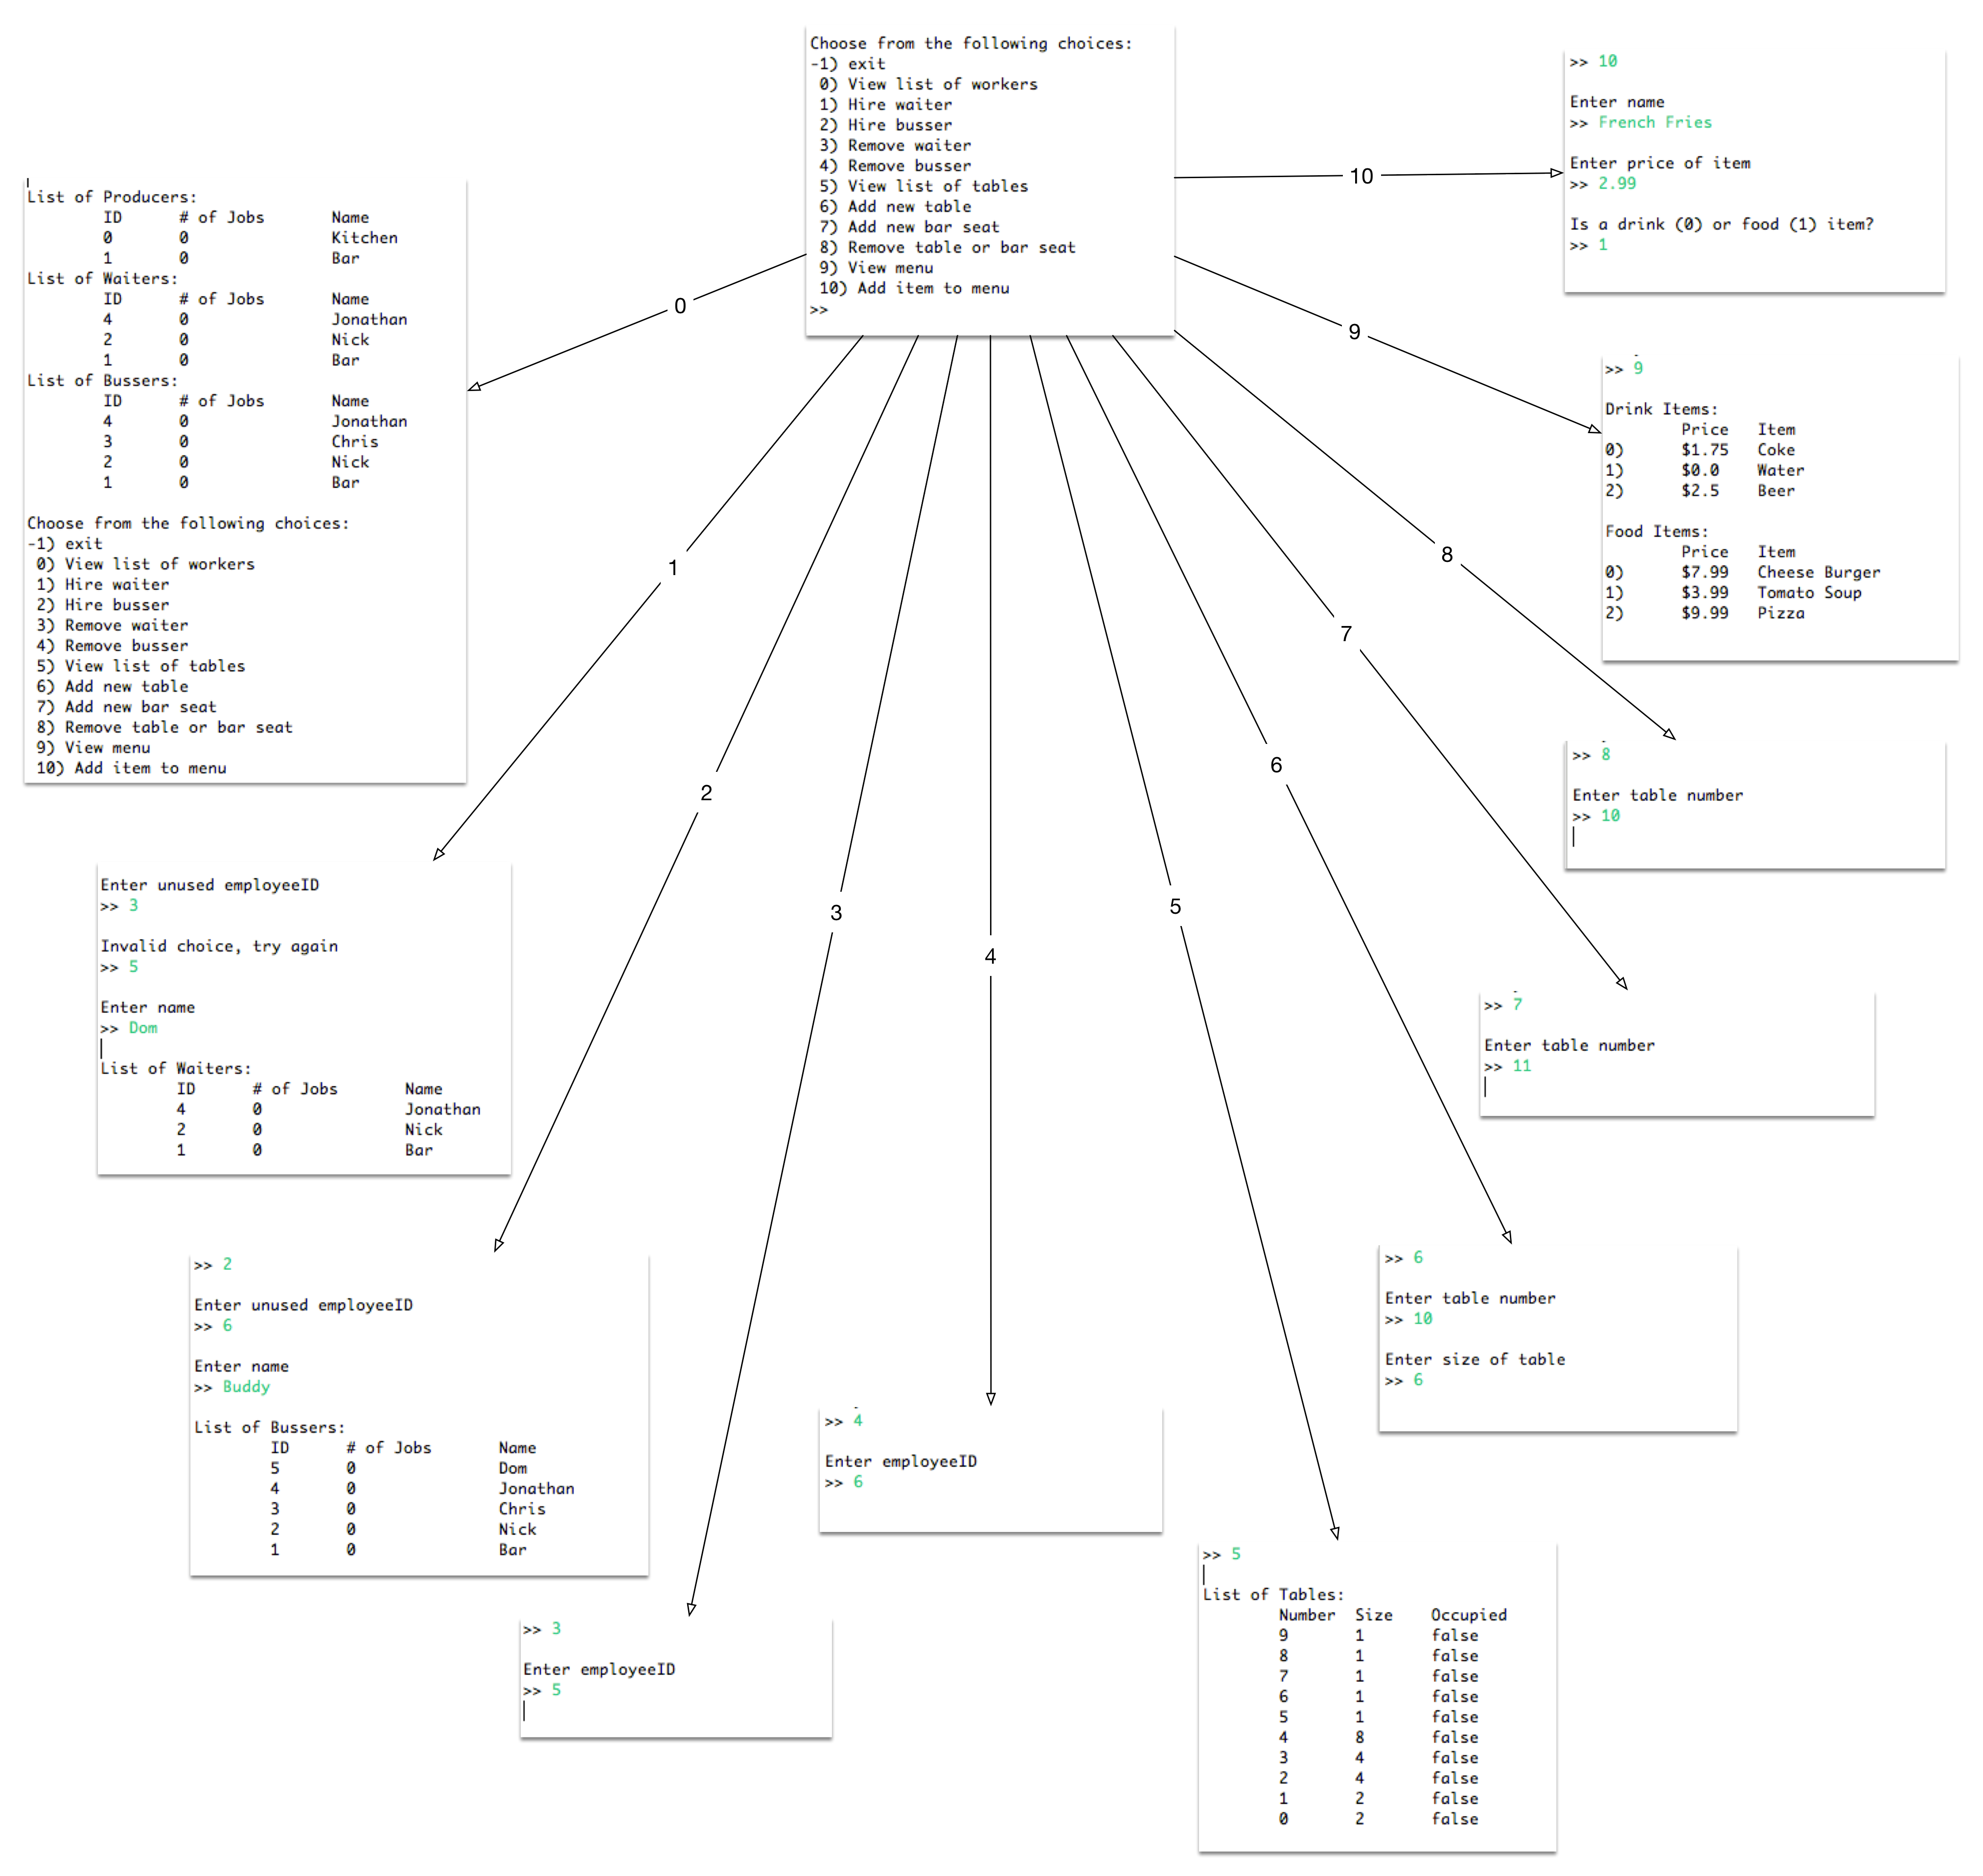 Choose from the following choices:
-1) exit
0) View list of workers
1) Hire waiter
2) Hire busser
3) Remove waiter
4) Remove busser
5) View list of tables
6) Add new table
7) Add new bar seat
8) Remove table or bar seat
9) View menu
10) Add item to menu
>>
10
>> 10
Enter name
>> French Fries
Enter price of item
>> 2.99
Is a drink (0) or food (1) item?
>> 1
0
List of Producers:
ID # of Jobs Name
0 0 Kitchen
1 0 Bar
List of Waiters:
ID # of Jobs Name
4 0 Jonathan
2 0 Nick
1 0 Bar
List of Bussers:
ID # of Jobs Name
4 0 Jonathan
3 0 Chris
2 0 Nick
1 0 Bar
Choose from the following choices:
-1) exit
0) View list of workers
1) Hire waiter
2) Hire busser
3) Remove waiter
4) Remove busser
5) View list of tables
6) Add new table
7) Add new bar seat
8) Remove table or bar seat
9) View menu
10) Add item to menu
9
>> 9
Drink Items:
Price Item
0) $1.75 Coke
1) $0.0 Water
2) $2.5 Beer
Food Items:
Price Item
0) $7.99 Cheese Burger
1) $3.99 Tomato Soup
2) $9.99 Pizza
8
>> 8
Enter table number
>> 10
1
Enter unused employeeID
>> 3
Invalid choice, try again
>> 5
Enter name
>> Dom
List of Waiters:
ID # of Jobs Name
4 0 Jonathan
2 0 Nick
1 0 Bar
7
>> 7
Enter table number
>> 11
2
>> 2
Enter unused employeeID
>> 6
Enter name
>> Buddy
List of Bussers:
ID # of Jobs Name
5 0 Dom
4 0 Jonathan
3 0 Chris
2 0 Nick
1 0 Bar
6
>> 6
Enter table number
>> 10
Enter size of table
>> 6
3
>> 3
Enter employeeID
>> 5
4
>> 4
Enter employeeID
>> 6
5
>> 5
List of Tables:
Number Size Occupied
9 1 false
8 1 false
7 1 false
6 1 false
5 1 false
4 8 false
3 4 false
2 4 false
1 2 false
0 2 false